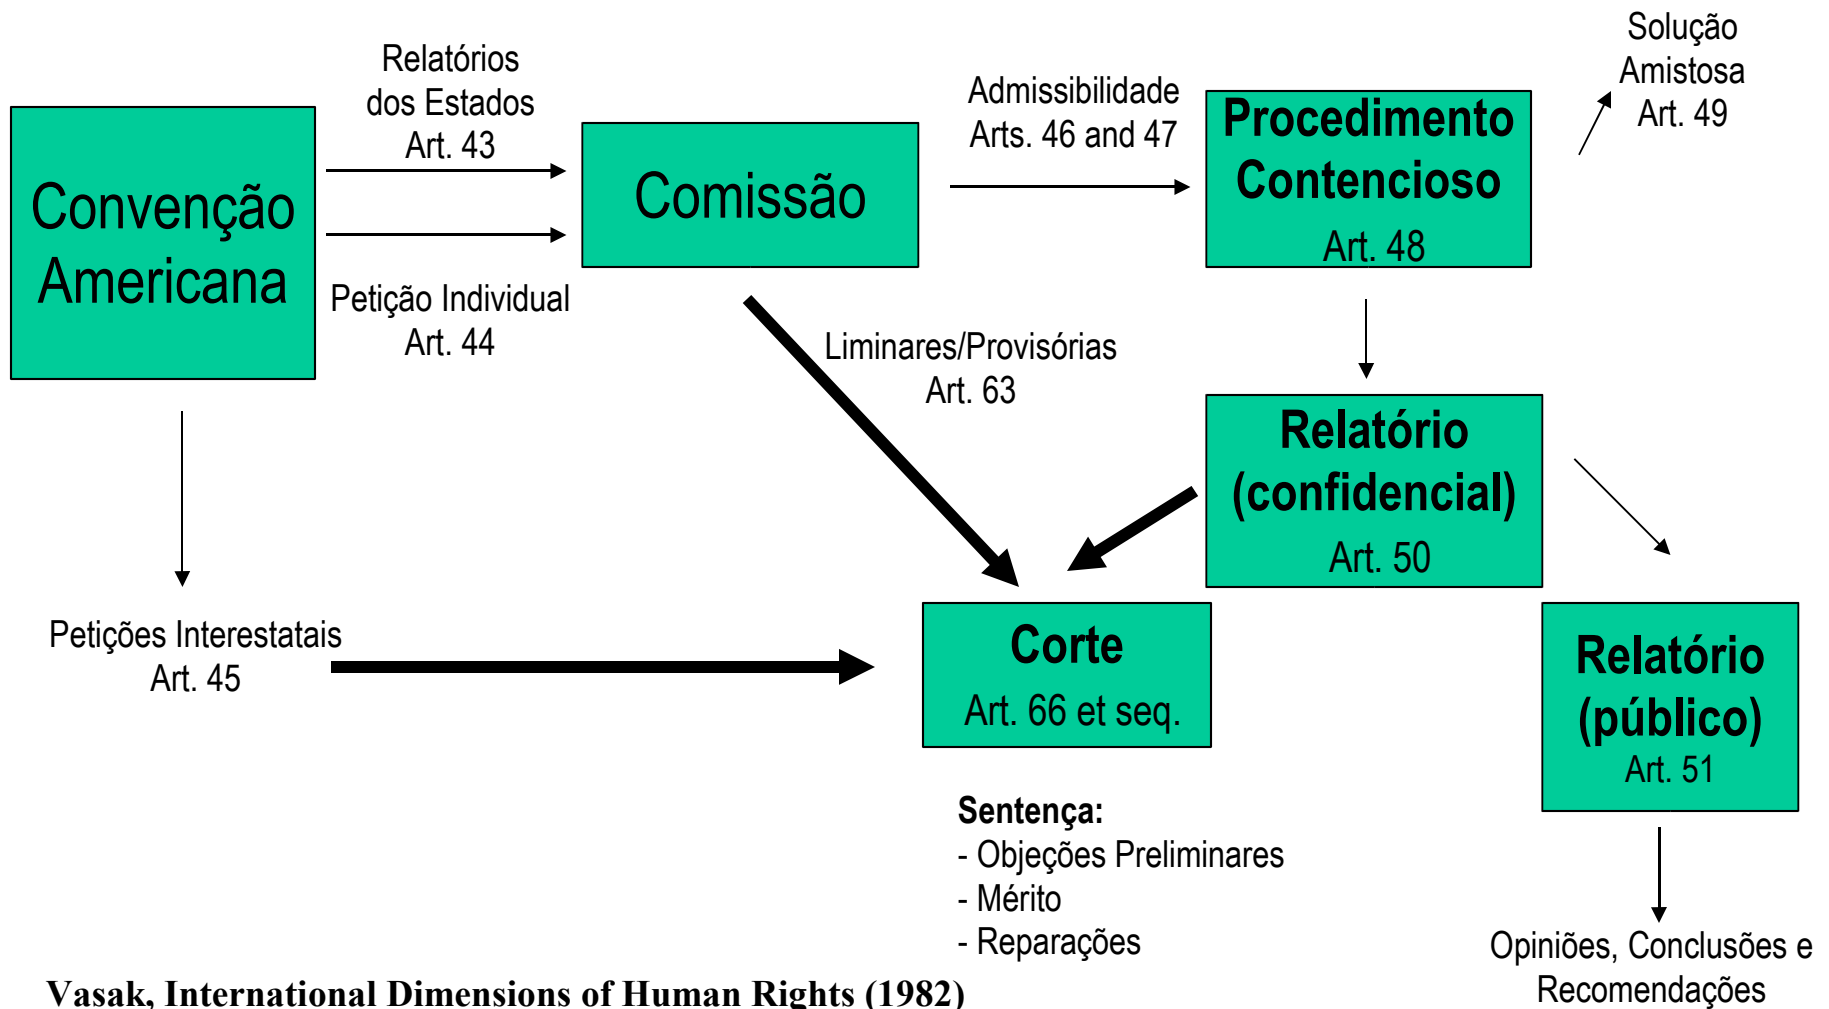 Relatórios
dos Estados
Art. 43
Convenção
Americana
Petição Individual
Art. 44
Comissão
Admissibilidade
Arts. 46 and 47
Procedimento
Contencioso
Art. 48
Solução
Amistosa
Art. 49
Liminares/Provisórias
Art. 63
Relatório
(confidencial)
Art. 50
Petições Interestatais
Art. 45
Corte
Art. 66 et seq.
Relatório
(público)
Art. 51
Sentença:
- Objeções Preliminares
- Mérito
- Reparações
Opiniões, Conclusões e
Recomendações
Vasak, International Dimensions of Human Rights (1982)